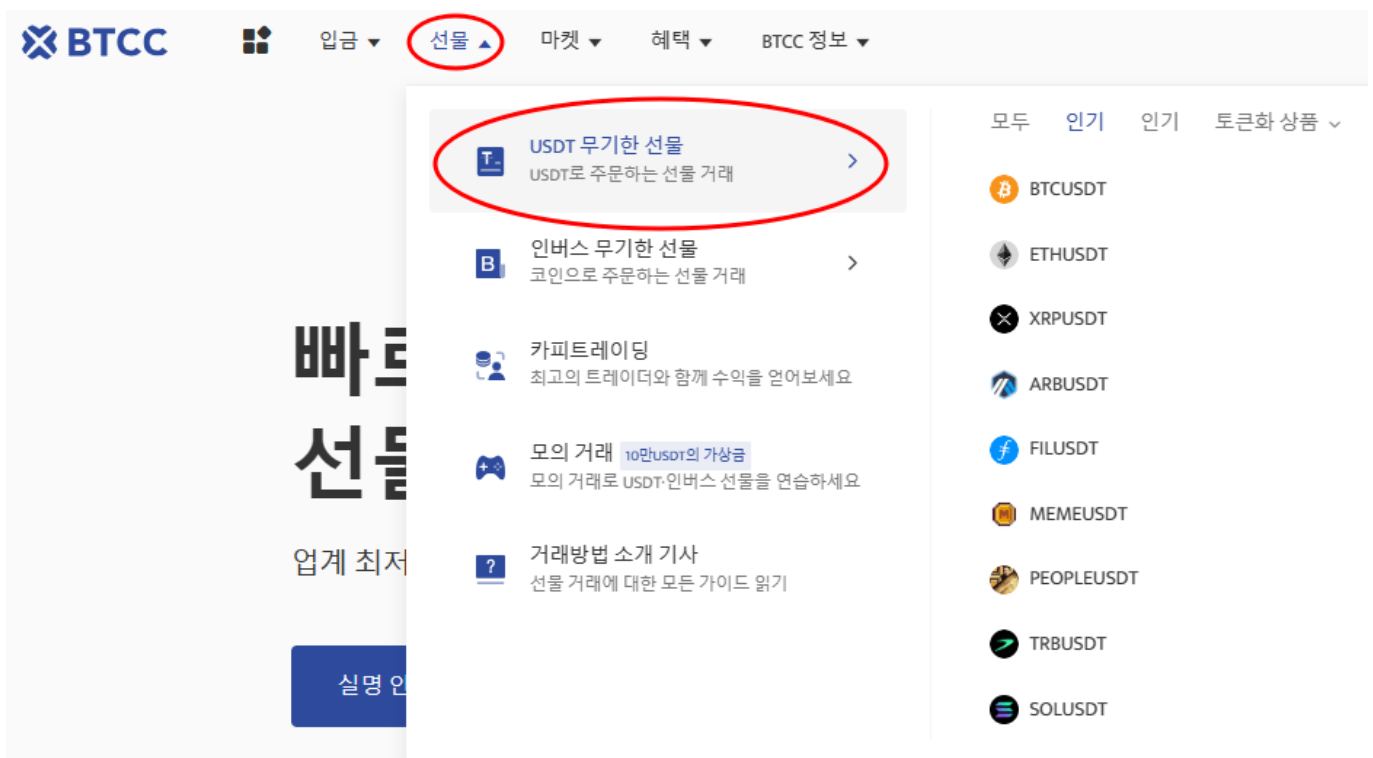 BTCC
입금 ▼
선물 ▲
마켓 ▼
혜택 ▼
BTCC 정보 ▼
USDT 무기한 선물
USDT로 주문하는 선물 거래
인버스 무기한 선물
코인으로 주문하는 선물 거래
카피트레이딩
최고의 트레이더와 함께 수익을 얻어보세요
모의 거래 10만USDT의 가상금
모의 거래로 USDT·인버스 선물을 연습하세요
거래방법 소개 기사
선물 거래에 대한 모든 가이드 읽기
모두 인기 인기 토큰화 상품
BTCUSDT
ETHUSDT
XRPUSDT
ARBUSDT
FILUSDT
MEMEUSDT
PEOPLEUSDT
TRBUSDT
SOLUSDT
빠르
선물
업계 최저
실명 인